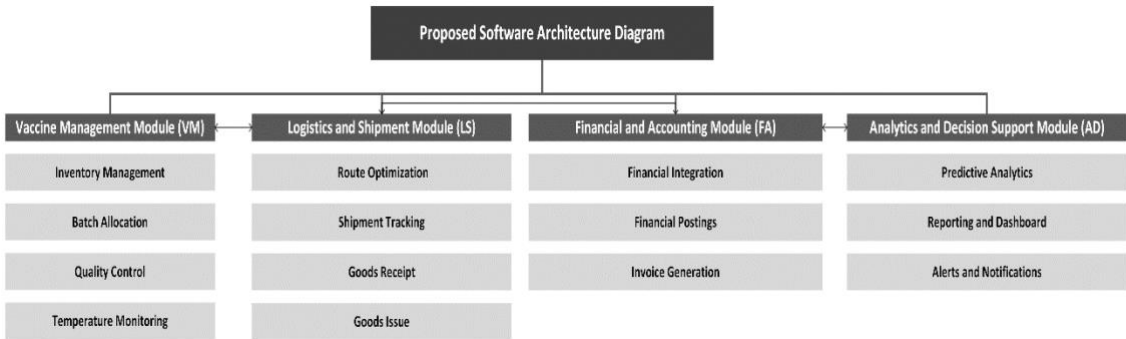 Proposed Software Architecture Diagram
Vaccine Management Module (VM)
Inventory Management
Batch Allocation
Quality Control
Temperature Monitoring
Logistics and Shipment Module (LS)
Route Optimization
Shipment Tracking
Goods Receipt
Goods Issue
Financial and Accounting Module (FA)
Financial Integration
Financial Postings
Invoice Generation
Analytics and Decision Support Module (AD)
Predictive Analytics
Reporting and Dashboard
Alerts and Notifications